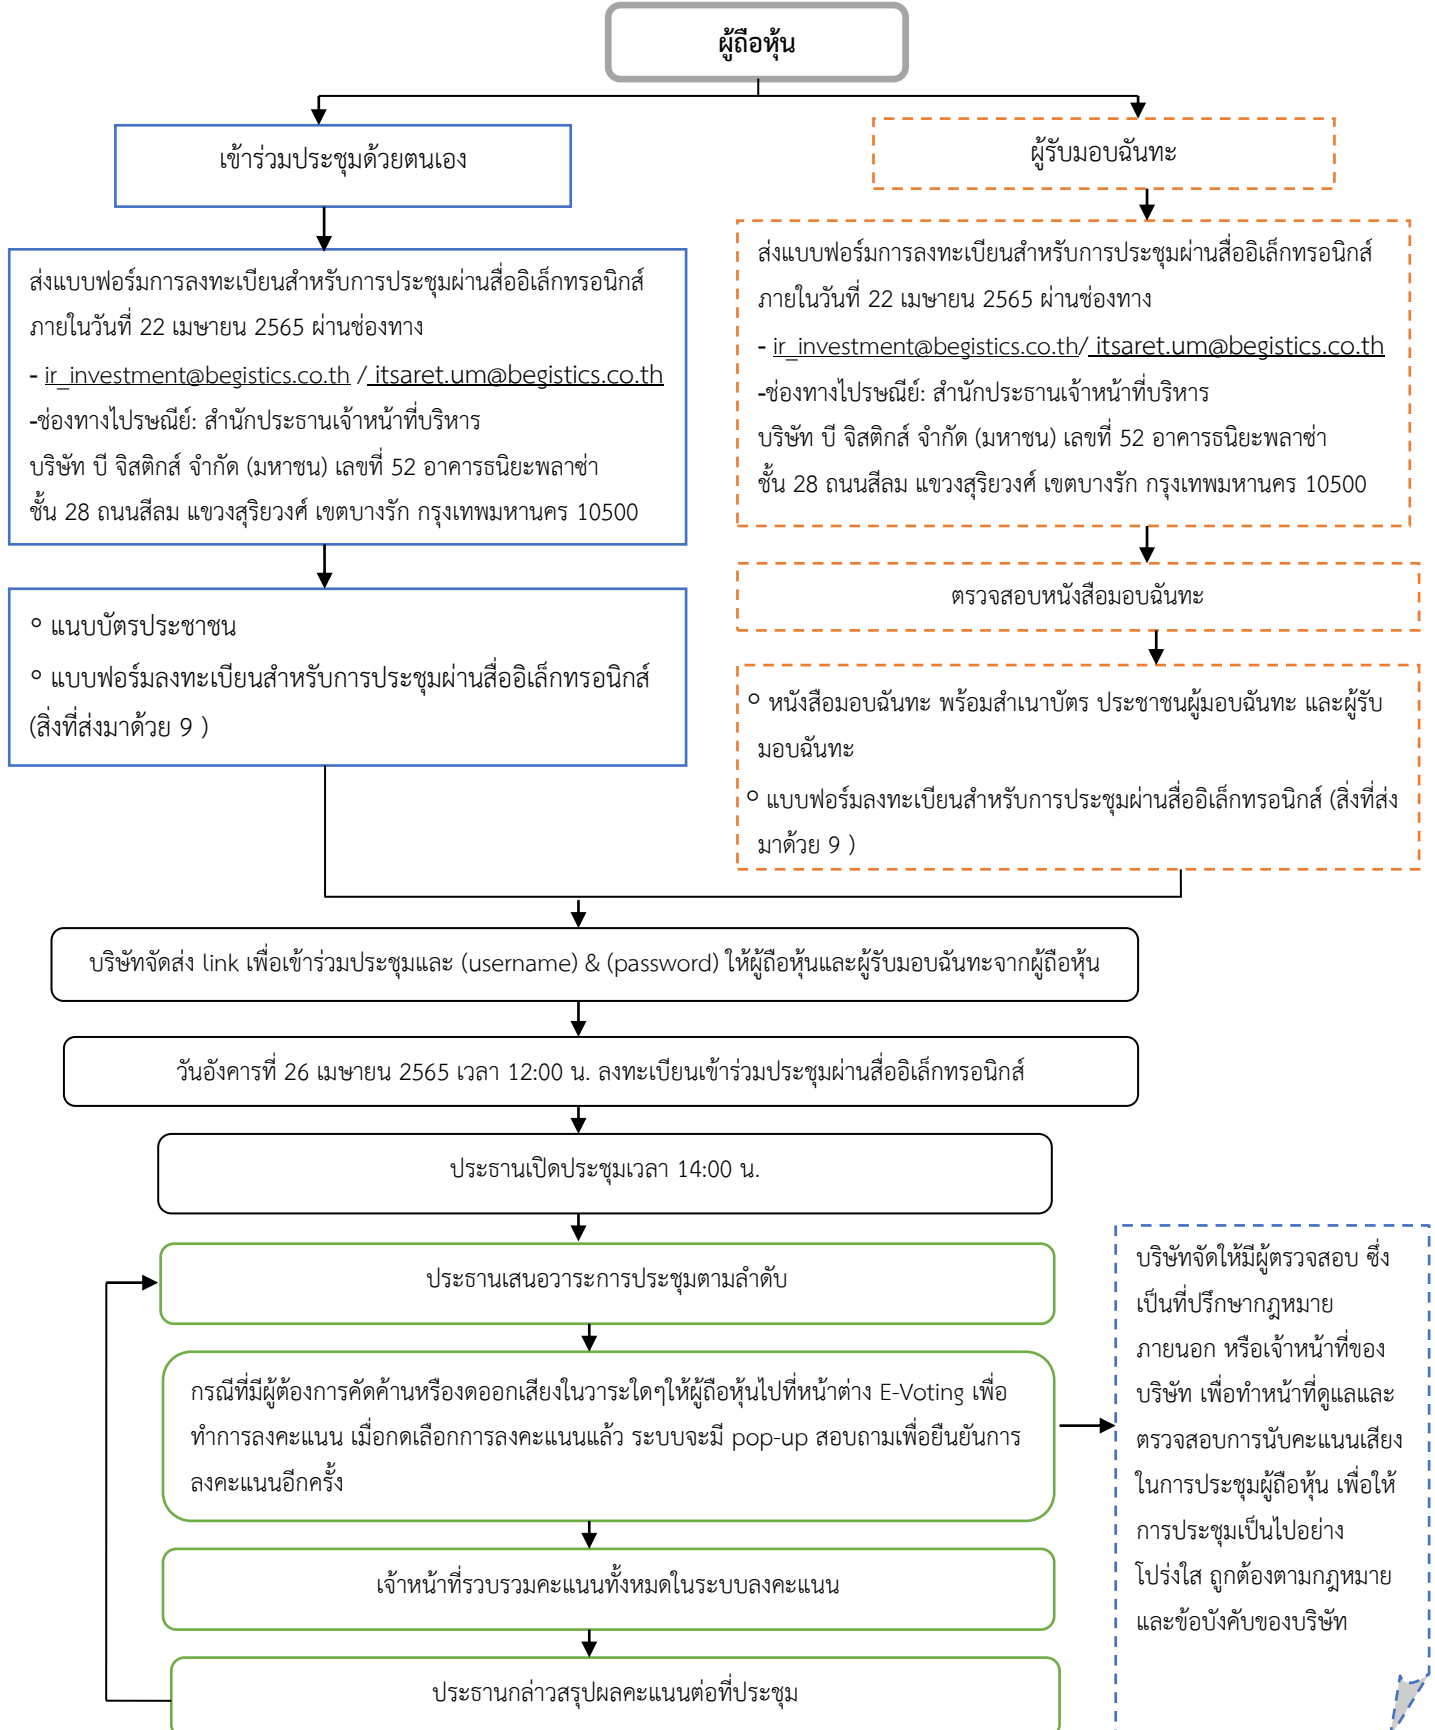 ผู้ถือหุ้น
เข้าร่วมประชุมด้วยตนเอง
ส่งแบบฟอร์มการลงทะเบียนสำหรับการประชุมผ่านสื่ออิเล็กทรอนิกส์
ภายในวันที่ 22 เมษายน 2565 ผ่านช่องทาง
- ir_investment@begistics.co.th / itsaret.um@begistics.co.th
-ช่องทางไปรษณีย์: สำนักประธานเจ้าหน้าที่บริหาร
บริษัท บี จิสติกส์ จำกัด (มหาชน) เลขที่ 52 อาคารธนิยะพลาซ่า
ชั้น 28 ถนนสีลม แขวงสุริยวงศ์ เขตบางรัก กรุงเทพมหานคร 10500
° แนบบัตรประชาชน
° แบบฟอร์มลงทะเบียนสำหรับการประชุมผ่านสื่ออิเล็กทรอนิกส์
(สิ่งที่ส่งมาด้วย 9 )
ผู้รับมอบฉันทะ
ส่งแบบฟอร์มการลงทะเบียนสำหรับการประชุมผ่านสื่ออิเล็กทรอนิกส์
ภายในวันที่ 22 เมษายน 2565 ผ่านช่องทาง
- ir_investment@begistics.co.th/ itsaret.um@begistics.co.th
-ช่องทางไปรษณีย์: สำนักประธานเจ้าหน้าที่บริหาร
บริษัท บี จิสติกส์ จำกัด (มหาชน) เลขที่ 52 อาคารธนิยะพลาซ่า
ชั้น 28 ถนนสีลม แขวงสุริยวงศ์ เขตบางรัก กรุงเทพมหานคร 10500
ตรวจสอบหนังสือมอบฉันทะ
° หนังสือมอบฉันทะ พร้อมสำเนาบัตร ประชาชนผู้มอบฉันทะ และผู้รับ
มอบฉันทะ
° แบบฟอร์มลงทะเบียนสำหรับการประชุมผ่านสื่ออิเล็กทรอนิกส์ (สิ่งที่ส่ง
มาด้วย 9 )
บริษัทจัดส่ง link เพื่อเข้าร่วมประชุมและ (username) & (password) ให้ผู้ถือหุ้นและผู้รับมอบฉันทะจากผู้ถือหุ้น
วันอังคารที่ 26 เมษายน 2565 เวลา 12:00 น. ลงทะเบียนเข้าร่วมประชุมผ่านสื่ออิเล็กทรอนิกส์
ประธานเปิดประชุมเวลา 14:00 น.
ประธานเสนอวาระการประชุมตามลำดับ
กรณีที่มีผู้ต้องการคัดค้านหรืองดออกเสียงในวาระใดๆให้ผู้ถือหุ้นไปที่หน้าต่าง E-Voting เพื่อ
ทำการลงคะแนน เมื่อกดเลือกการลงคะแนนแล้ว ระบบจะมี pop-up สอบถามเพื่อยืนยันการ
ลงคะแนนอีกครั้ง
เจ้าหน้าที่รวบรวมคะแนนทั้งหมดในระบบลงคะแนน
ประธานกล่าวสรุปผลคะแนนต่อที่ประชุม
บริษัทจัดให้มีผู้ตรวจสอบ ซึ่ง
เป็นที่ปรึกษากฎหมาย
ภายนอก หรือเจ้าหน้าที่ของ
บริษัท เพื่อทำหน้าที่ดูแลและ
ตรวจสอบการนับคะแนนเสียง
ในการประชุมผู้ถือหุ้น เพื่อให้
การประชุมเป็นไปอย่าง
โปร่งใส ถูกต้องตามกฎหมาย
และข้อบังคับของบริษัท